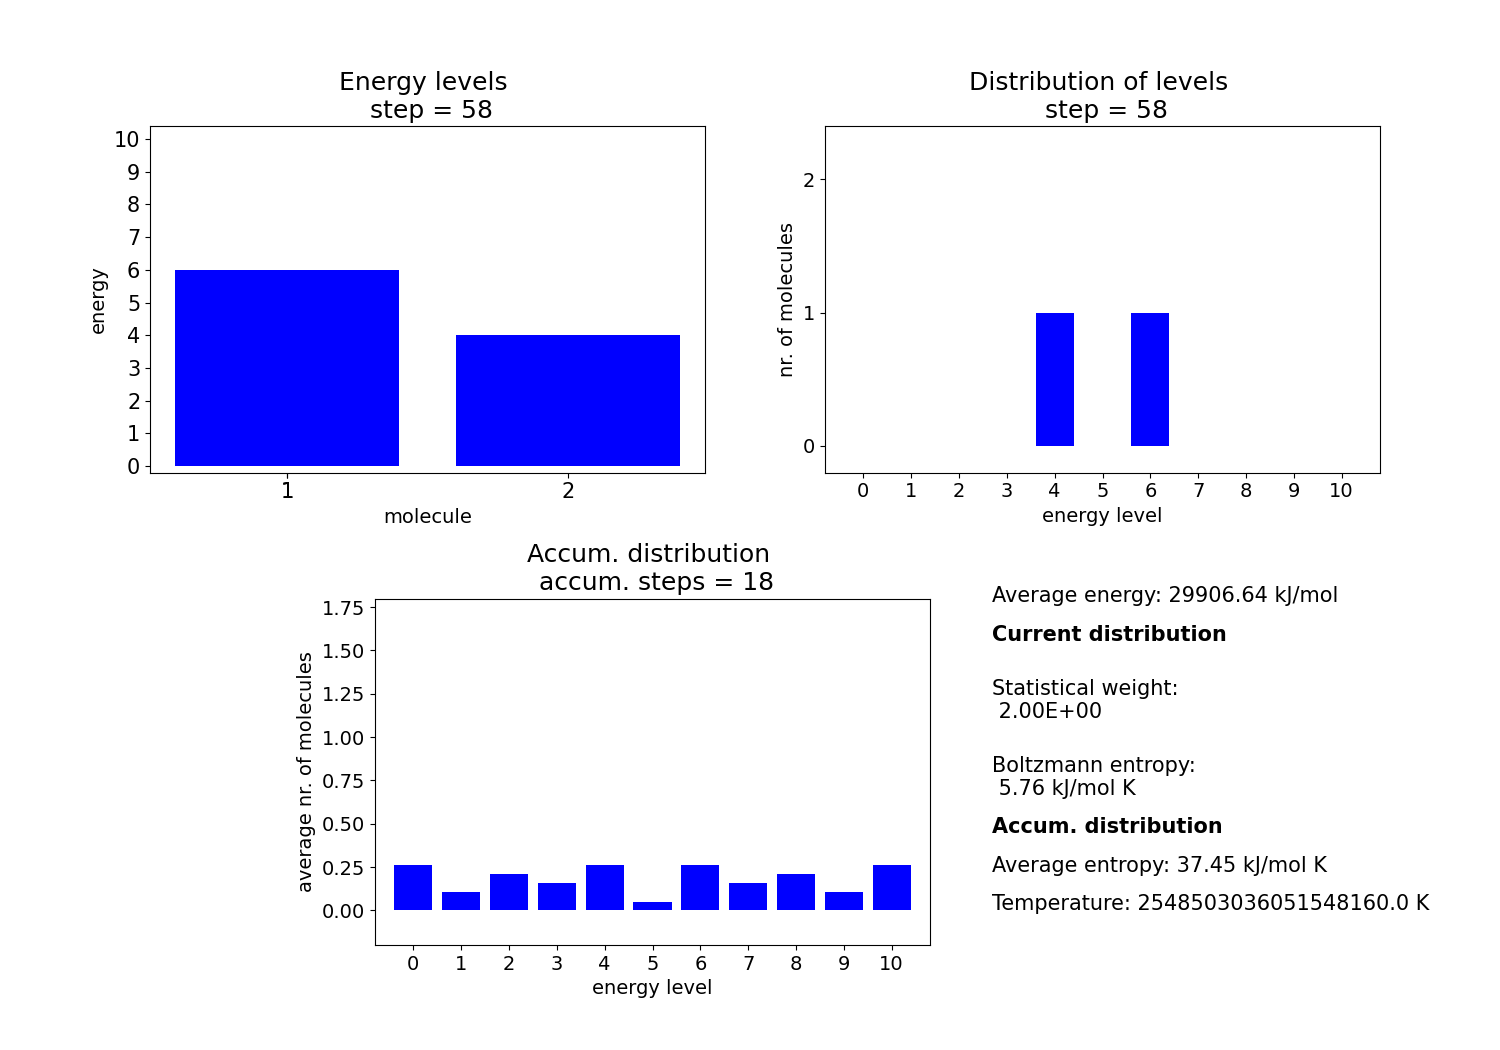 Energy levels
step = 58
10
9
8
7
6
5
4
3
2
1
0
energy
1 2
molecule
Distribution of levels
step = 58
2
1
0
nr. of molecules
0 1 2 3 4 5 6 7 8 9 10
energy level
Accum. distribution
accum. steps = 18
1.75
1.50
1.25
1.00
0.75
0.50
0.25
0.00
average nr. of molecules
0 1 2 3 4 5 6 7 8 9 10
energy level
Average energy: 29906.64 kJ/mol
Current distribution
Statistical weight:
2.00E+00
Boltzmann entropy:
5.76 kJ/mol K
Accum. distribution
Average entropy: 37.45 kJ/mol K
Temperature: 2548503036051548160.0 K